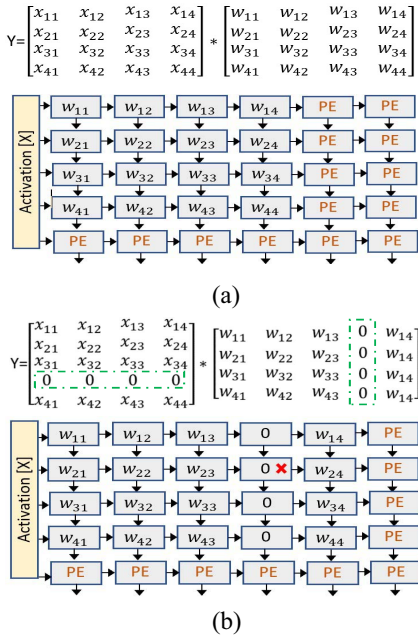 Y=[x11 x12 x13 x14] * [w11 w12 w13 w14]
[x21 x22 x23 x24] [w21 w22 w23 w24]
[x31 x32 x33 x34] [w31 w32 w33 w34]
[x41 x42 x43 x44] [w41 w42 w43 w44]
Activation [X]
w11 w12 w13 w14 PE PE
w21 w22 w23 w24 PE PE
w31 w32 w33 w34 PE PE
w41 w42 w43 w44 PE PE
PE PE PE PE PE PE
(a)
Y=[x11 x12 x13 x14] * [w11 w12 w13 0 w14]
[x21 x22 x23 x24] [w21 w22 w23 0 w14]
[x31 x32 x33 x34] [w31 w32 w33 0 w14]
[0 0 0 0] [w41 w42 w43 0 w14]
[x41 x42 x43 x44]
Activation [X]
w11 w12 w13 0 w14 PE
w21 w22 w23 0 w24 PE
w31 w32 w33 0 w34 PE
w41 w42 w43 0 w44 PE
PE PE PE PE PE PE
(b)